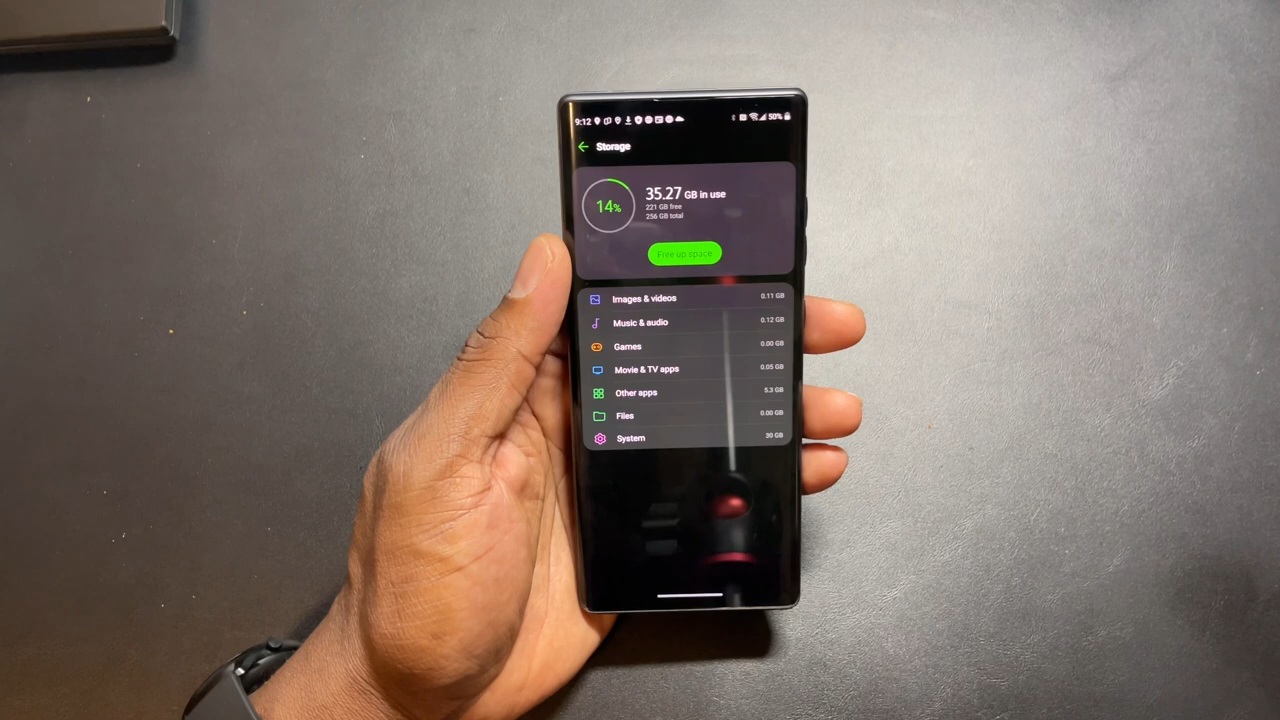 9:12 50%
Storage
14%
35.27 GB in use
221 GB free
256 GB total
Free up space
Images & videos 0.11 GB
Music & audio 0.12 GB
Games 0.00 GB
Movie & TV apps 0.05 GB
Other apps 5.3 GB
Files 0.00 GB
System 30 GB